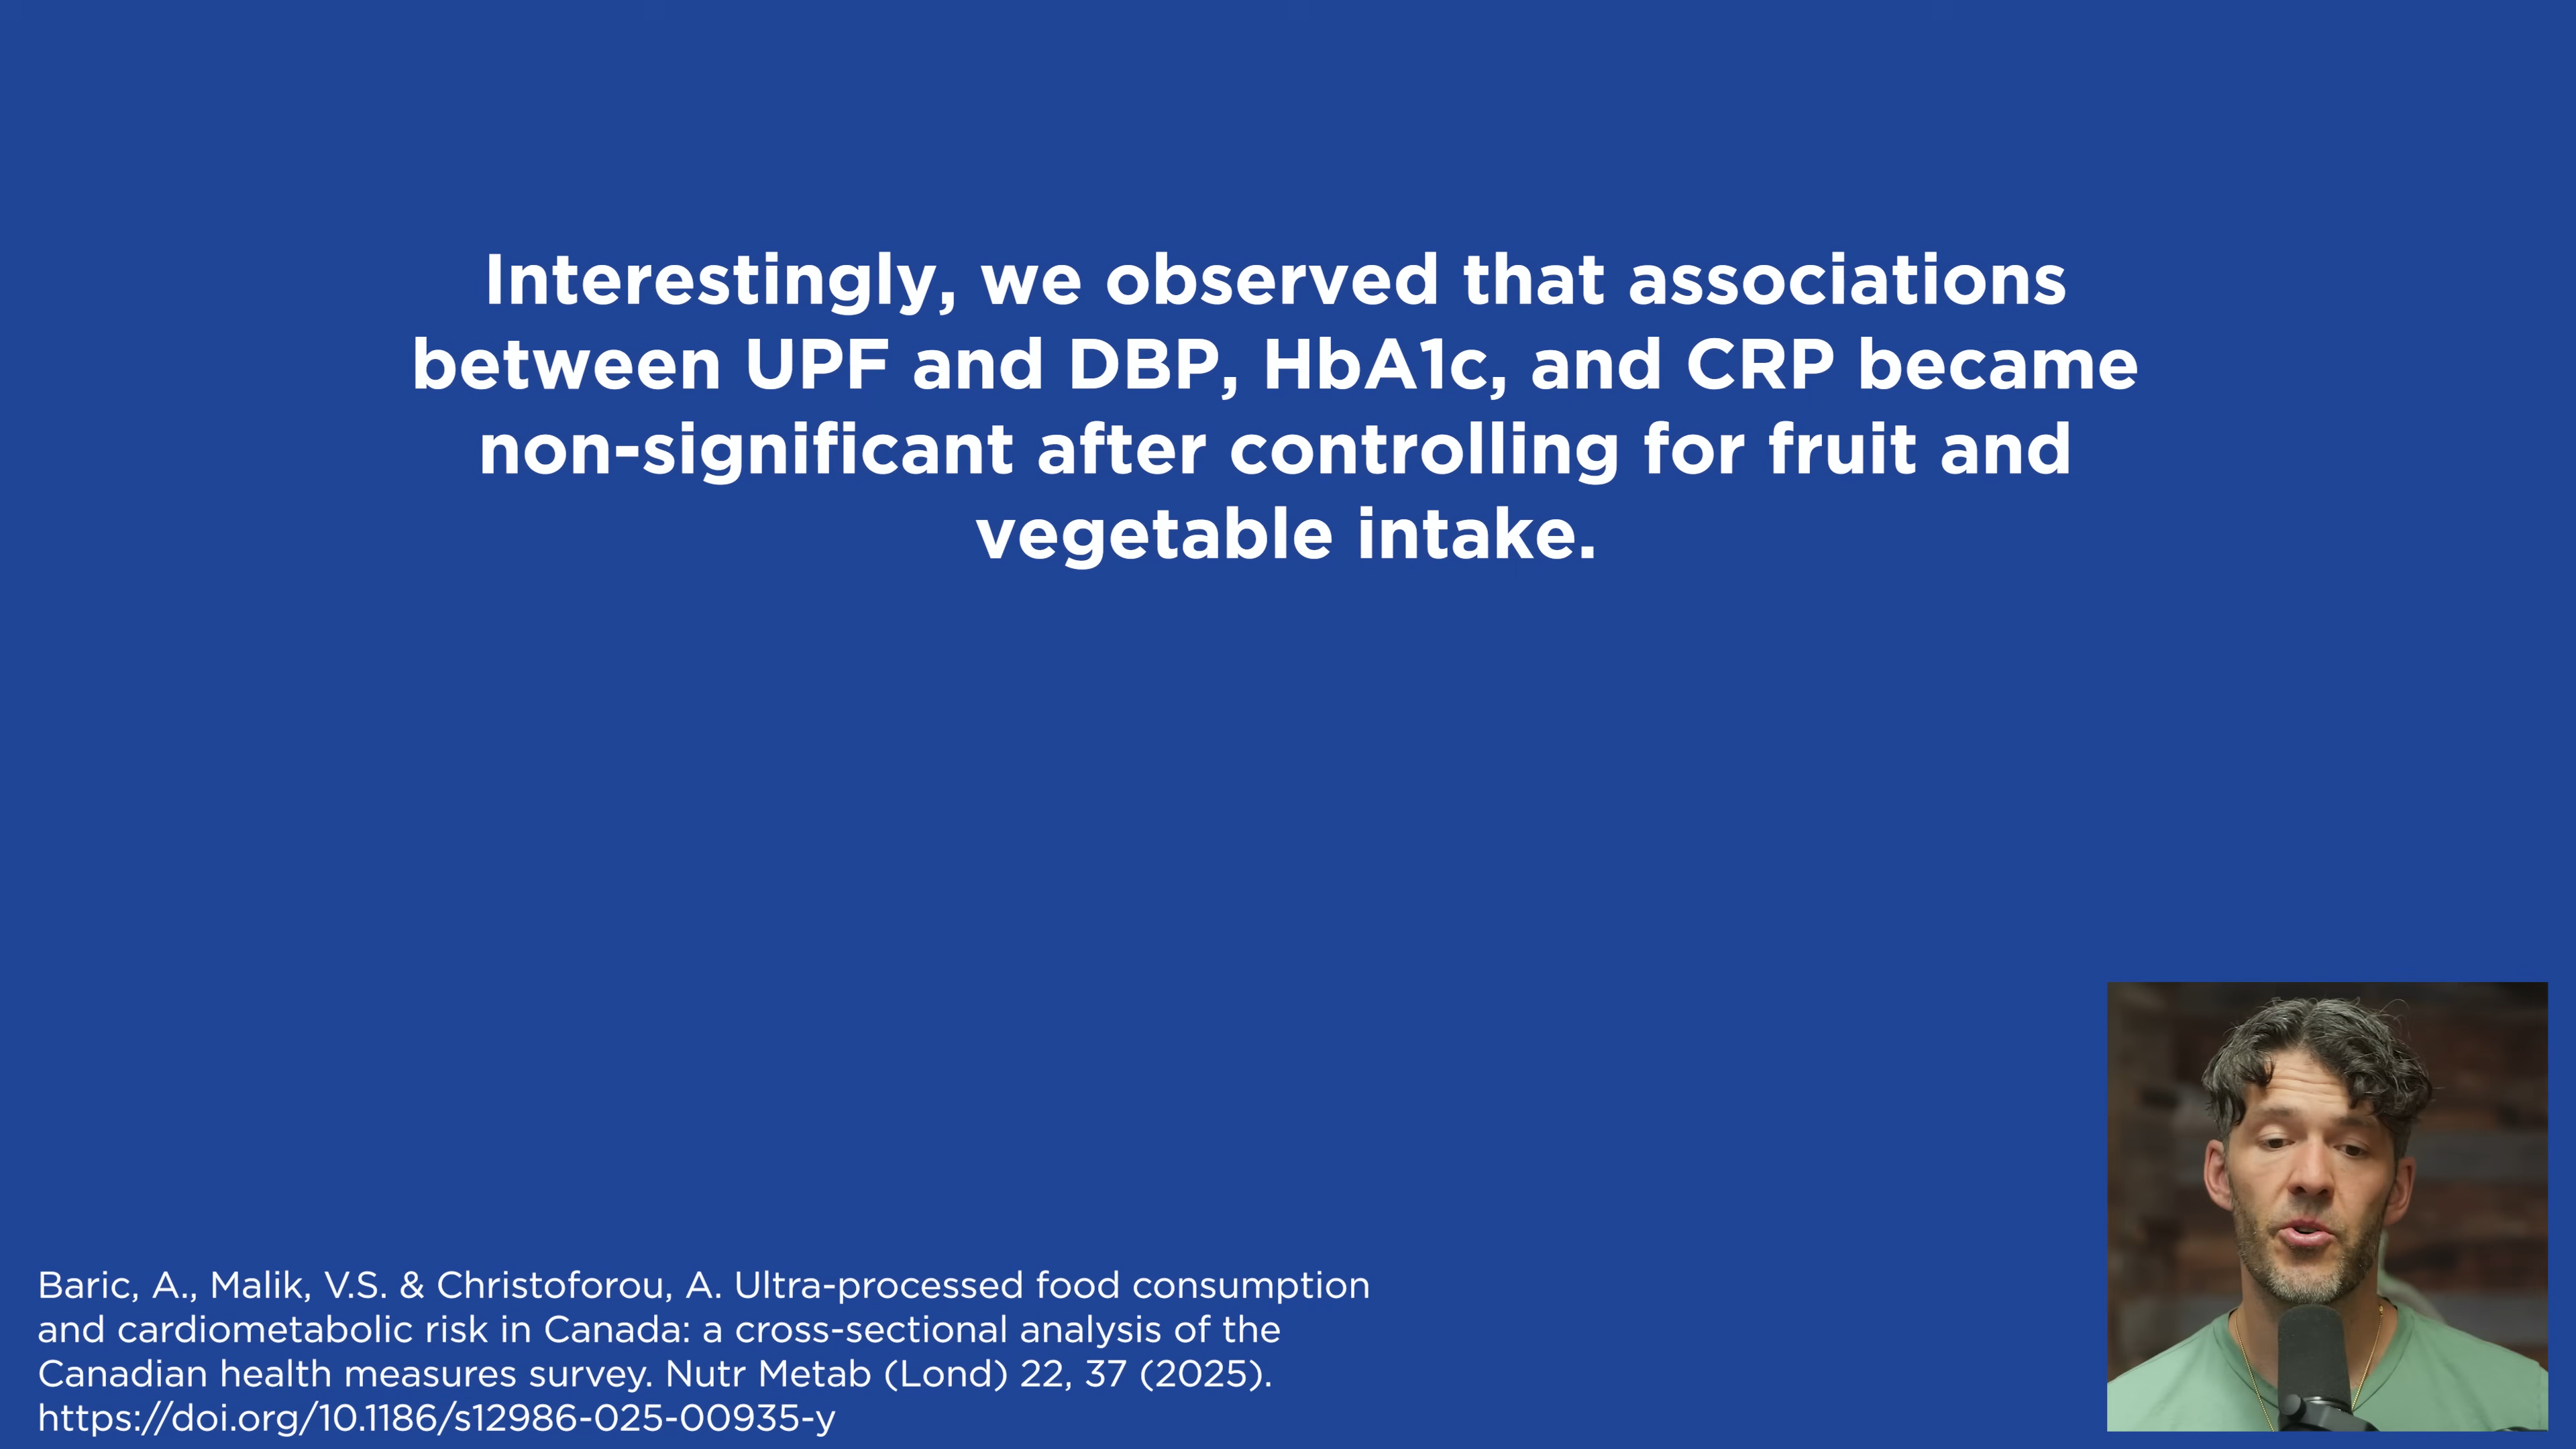 Interestingly, we observed that associations
between UPF and DBP, HbA1c, and CRP became
non-significant after controlling for fruit and
vegetable intake.
Baric, A., Malik, V.S. & Christoforou, A. Ultra-processed food consumption
and cardiometabolic risk in Canada: a cross-sectional analysis of the
Canadian health measures survey. Nutr Metab (Lond) 22, 37 (2025).
https://doi.org/10.1186/s12986-025-00935-y